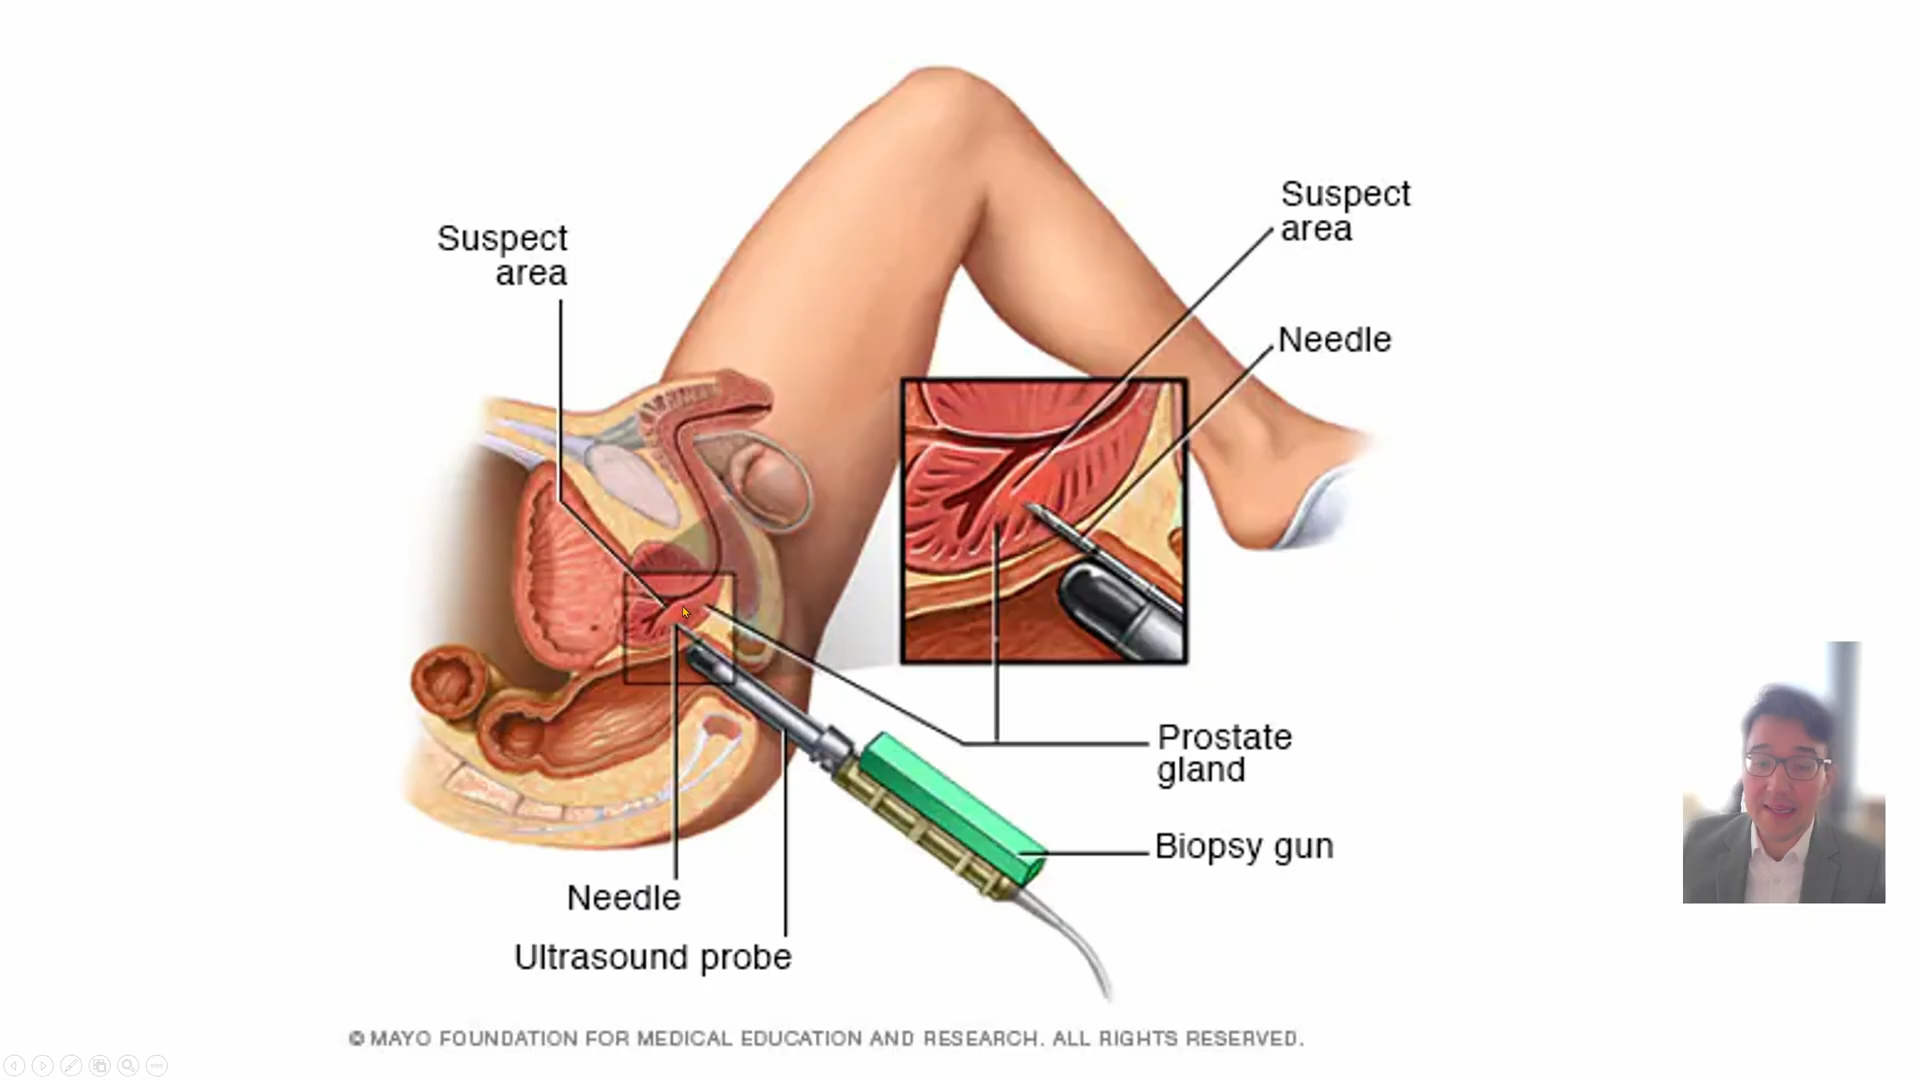 Suspect
area
Suspect
area
Needle
Prostate
gland
Biopsy gun
Needle
Ultrasound probe
© MAYO FOUNDATION FOR MEDICAL EDUCATION AND RESEARCH. ALL RIGHTS RESERVED.